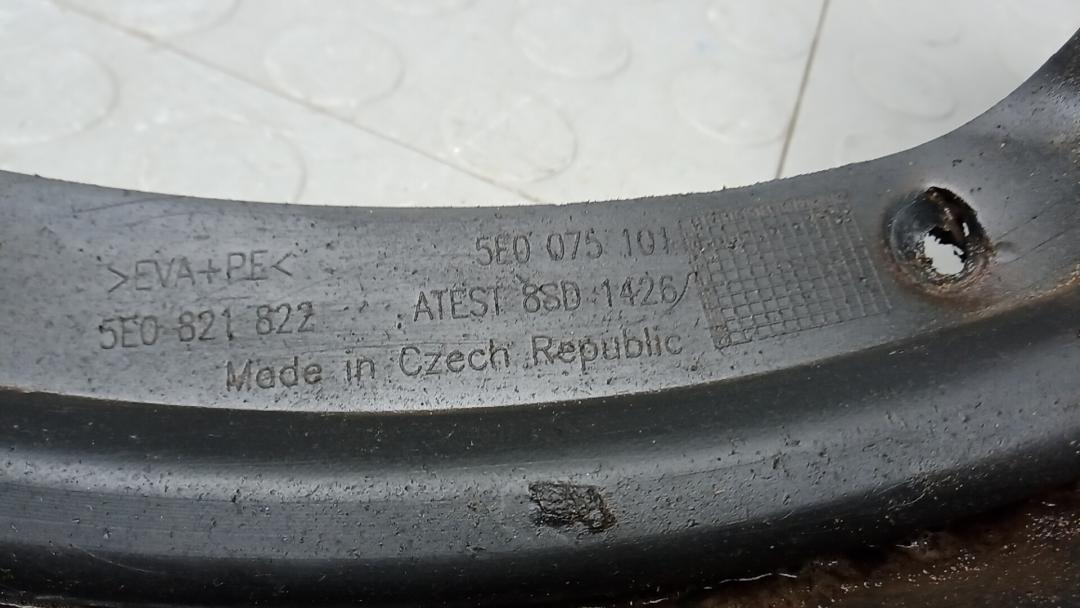 >EVA+PE<
5E0 821 822
5E0 075 101
ATEST 8SD 1426
Made in Czech Republic